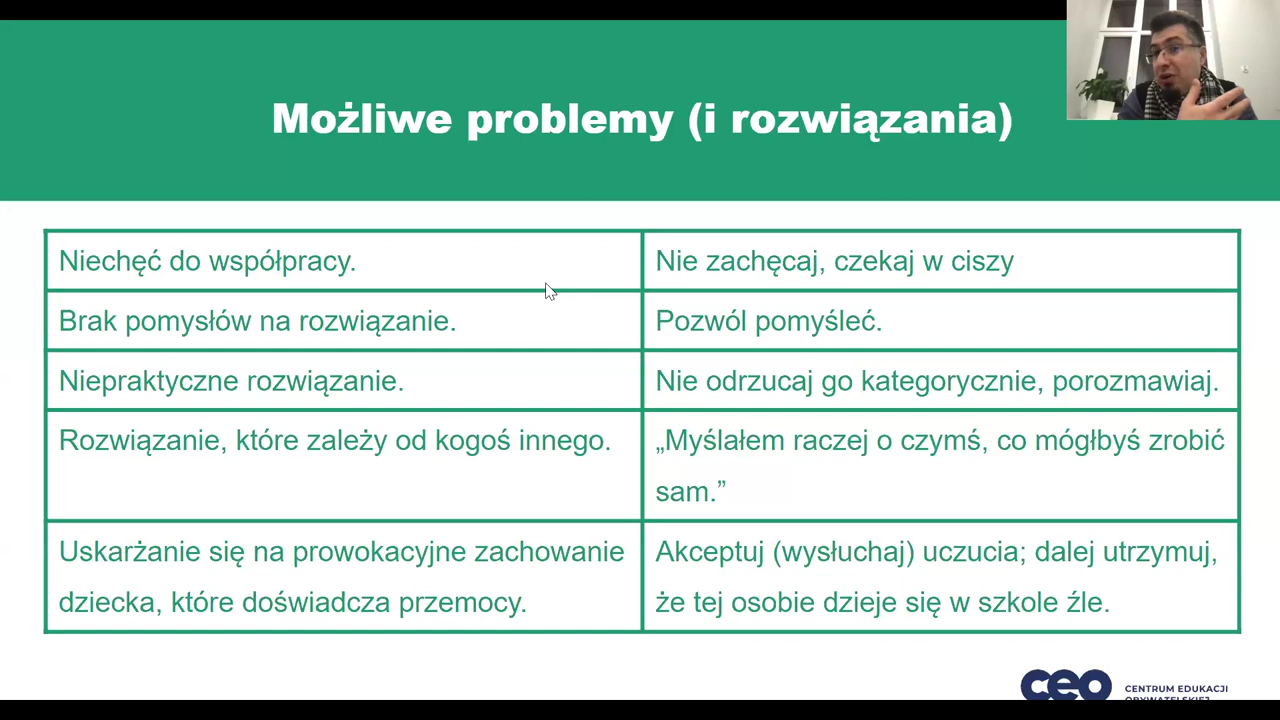 Możliwe problemy (i rozwiązania)
Niechęć do współpracy.
Nie zachęcaj, czekaj w ciszy
Brak pomysłów na rozwiązanie.
Pozwól pomyśleć.
Niepraktyczne rozwiązanie.
Nie odrzucaj go kategorycznie, porozmawiaj.
Rozwiązanie, które zależy od kogoś innego.
„Myślałem raczej o czymś, co mógłbyś zrobić
sam.”
Uskarżanie się na prowokacyjne zachowanie
dziecka, które doświadcza przemocy.
Akceptuj (wysłuchaj) uczucia; dalej utrzymuj,
że tej osobie dzieje się w szkole źle.
ceo
CENTRUM EDUKACJI
OBYWATELSKIEJ